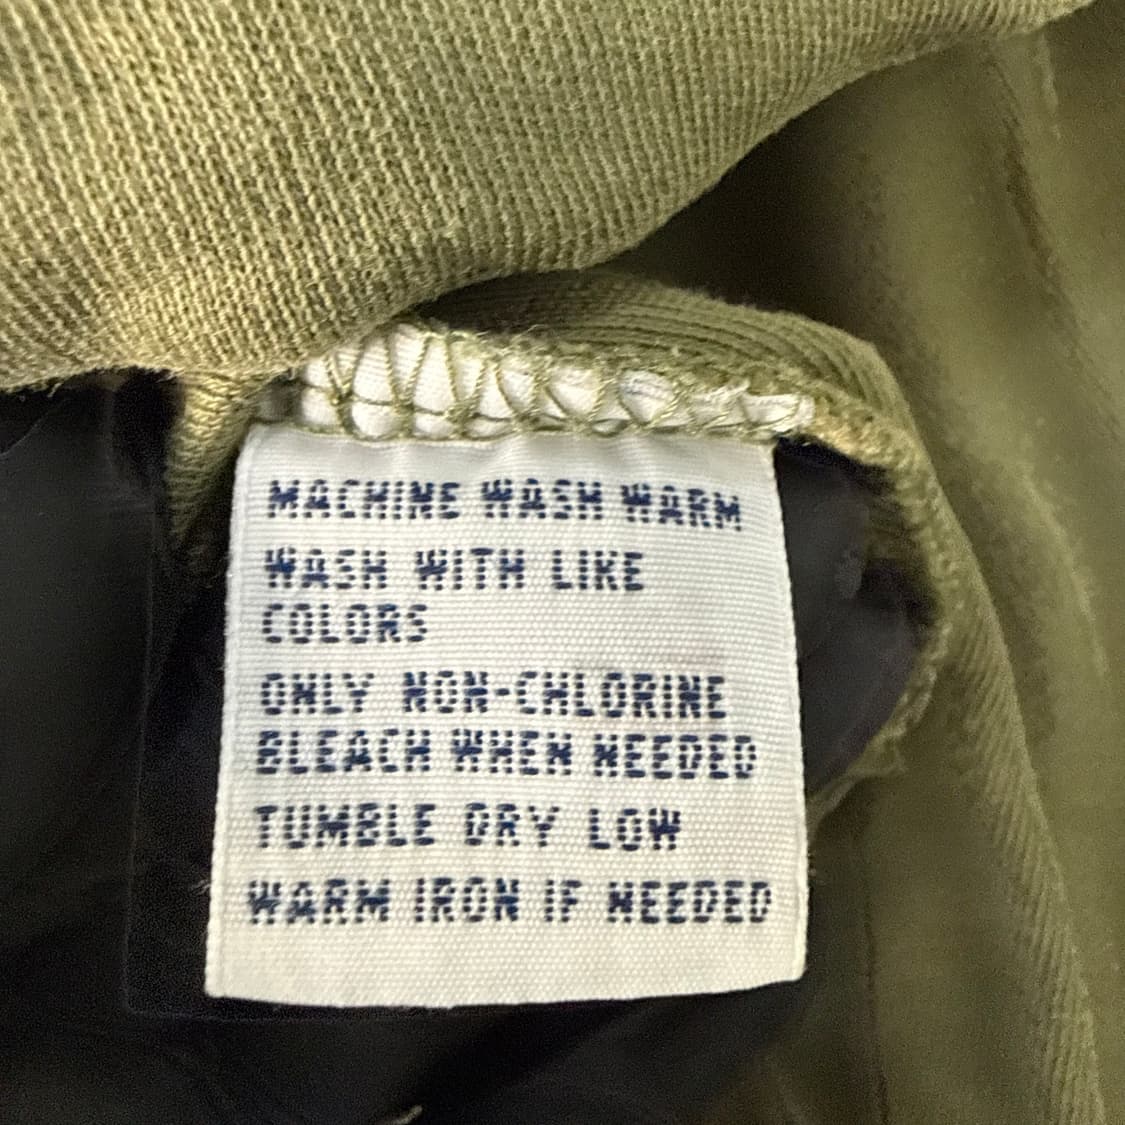 MACHINE WASH WARM
WASH WITH LIKE
COLORS
ONLY NON-CHLORINE
BLEACH WHEN NEEDED
TUMBLE DRY LOW
WARM IRON IF NEEDED